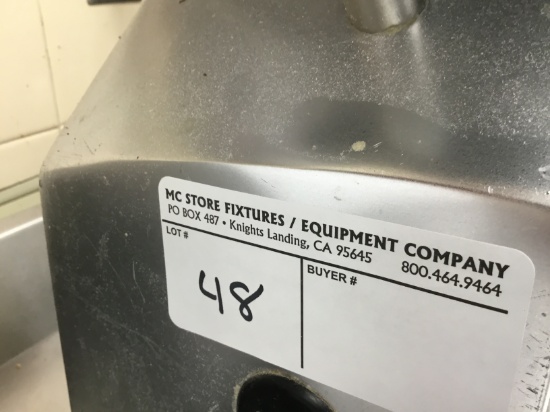 MC STORE FIXTURES / EQUIPMENT COMPANY
PO BOX 487 • Knights Landing, CA 95645 800.464.9464
LOT #
BUYER #
48